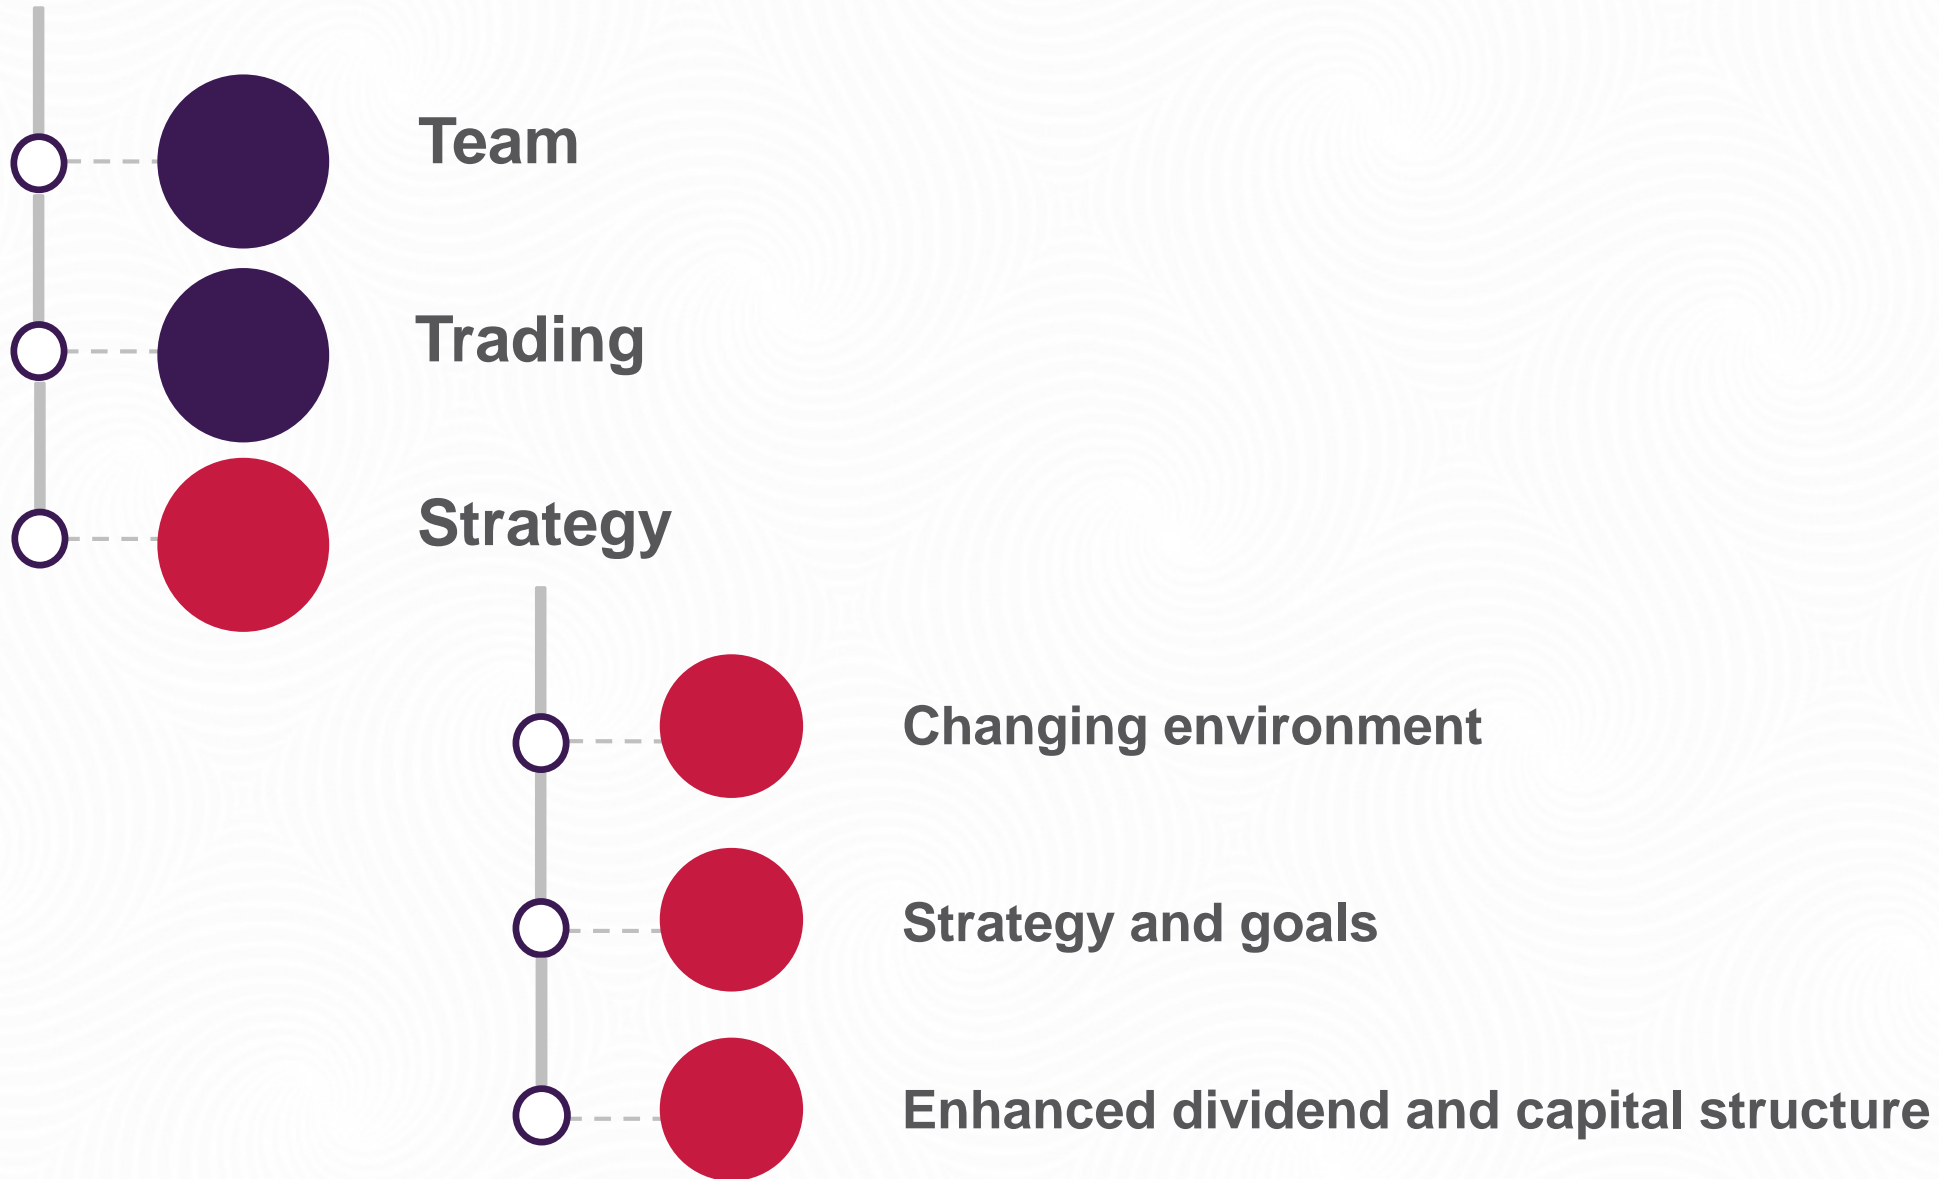 Team
Trading
Strategy
Changing environment
Strategy and goals
Enhanced dividend and capital structure